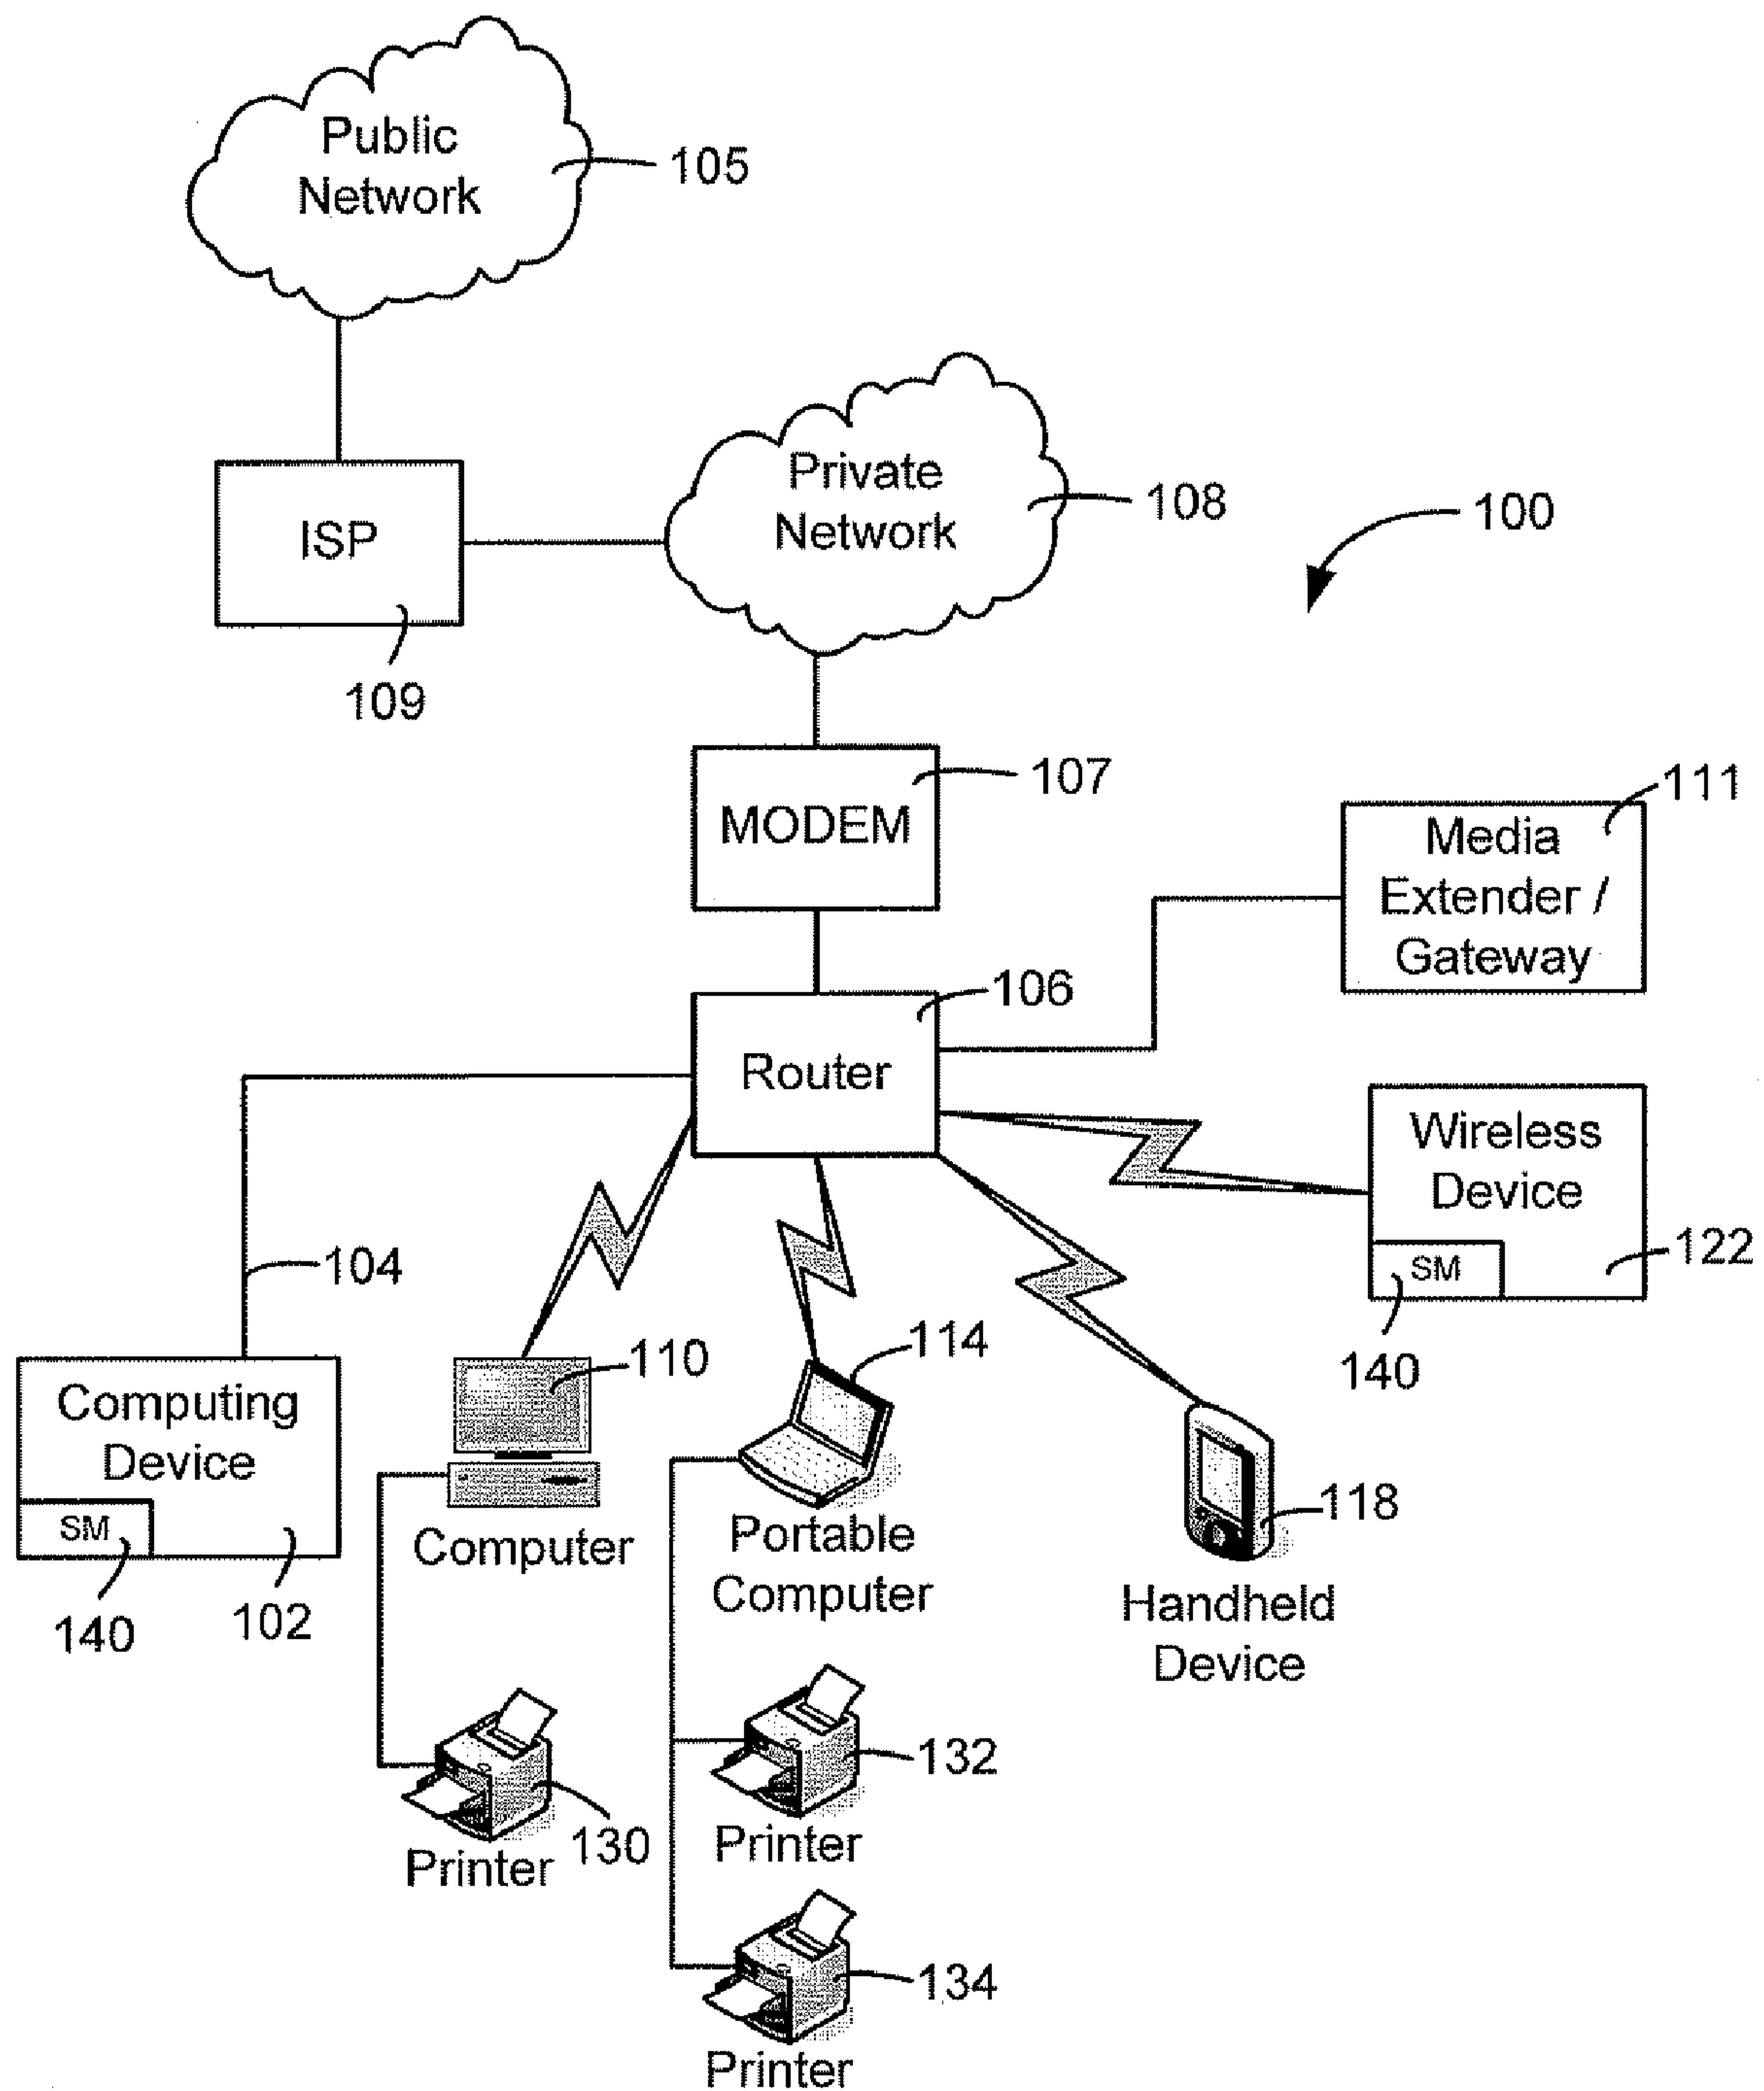 Public
Network
105
Private
Network
108
100
ISP
109
107
MODEM
111
Media
Extender /
Gateway
106
Router
Wireless
Device
SM
122
140
104
110
114
Computing
Device
SM
140
102
Computer
Portable
Computer
118
Handheld
Device
130
Printer
132
Printer
134
Printer